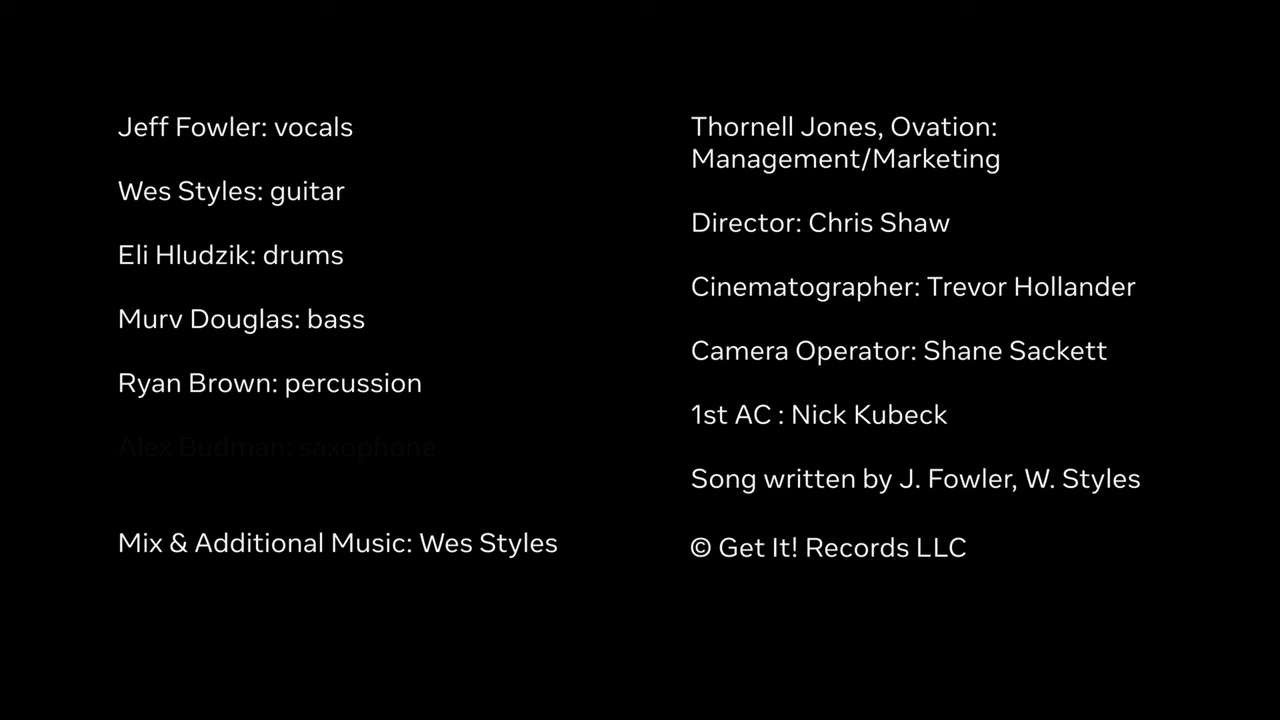 Jeff Fowler: vocals
Wes Styles: guitar
Eli Hludzik: drums
Murv Douglas: bass
Ryan Brown: percussion
Alex Budman: saxophone
Mix & Additional Music: Wes Styles
Thornell Jones, Ovation:
Management/Marketing
Director: Chris Shaw
Cinematographer: Trevor Hollander
Camera Operator: Shane Sackett
1st AC : Nick Kubeck
Song written by J. Fowler, W. Styles
© Get It! Records LLC